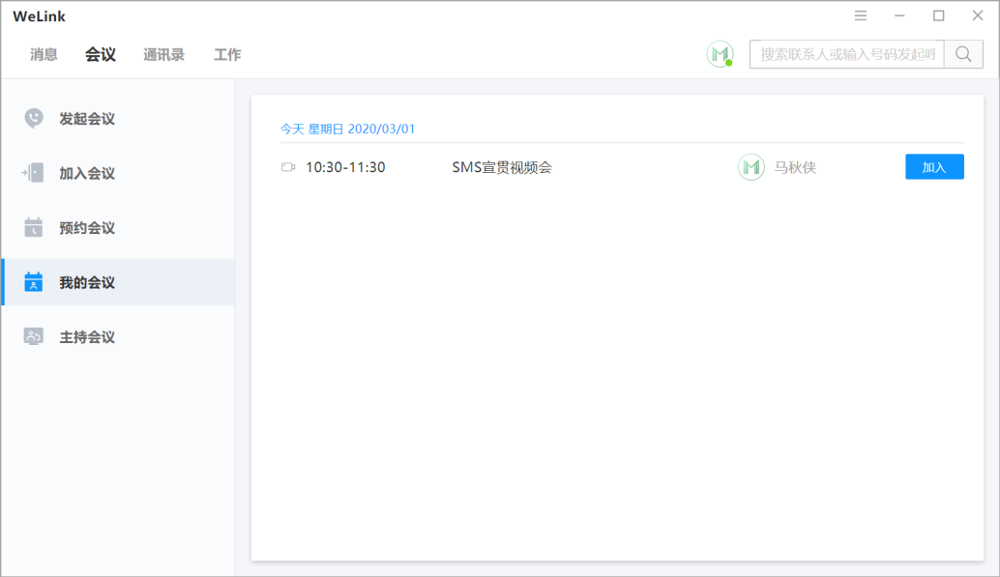 WeLink
消息 会议 通讯录 工作
搜索联系人或输入号码发起呼
发起会议
加入会议
预约会议
我的会议
主持会议
今天 星期日 2020/03/01
10:30-11:30 SMS宣贯视频会 马秋侠 加入